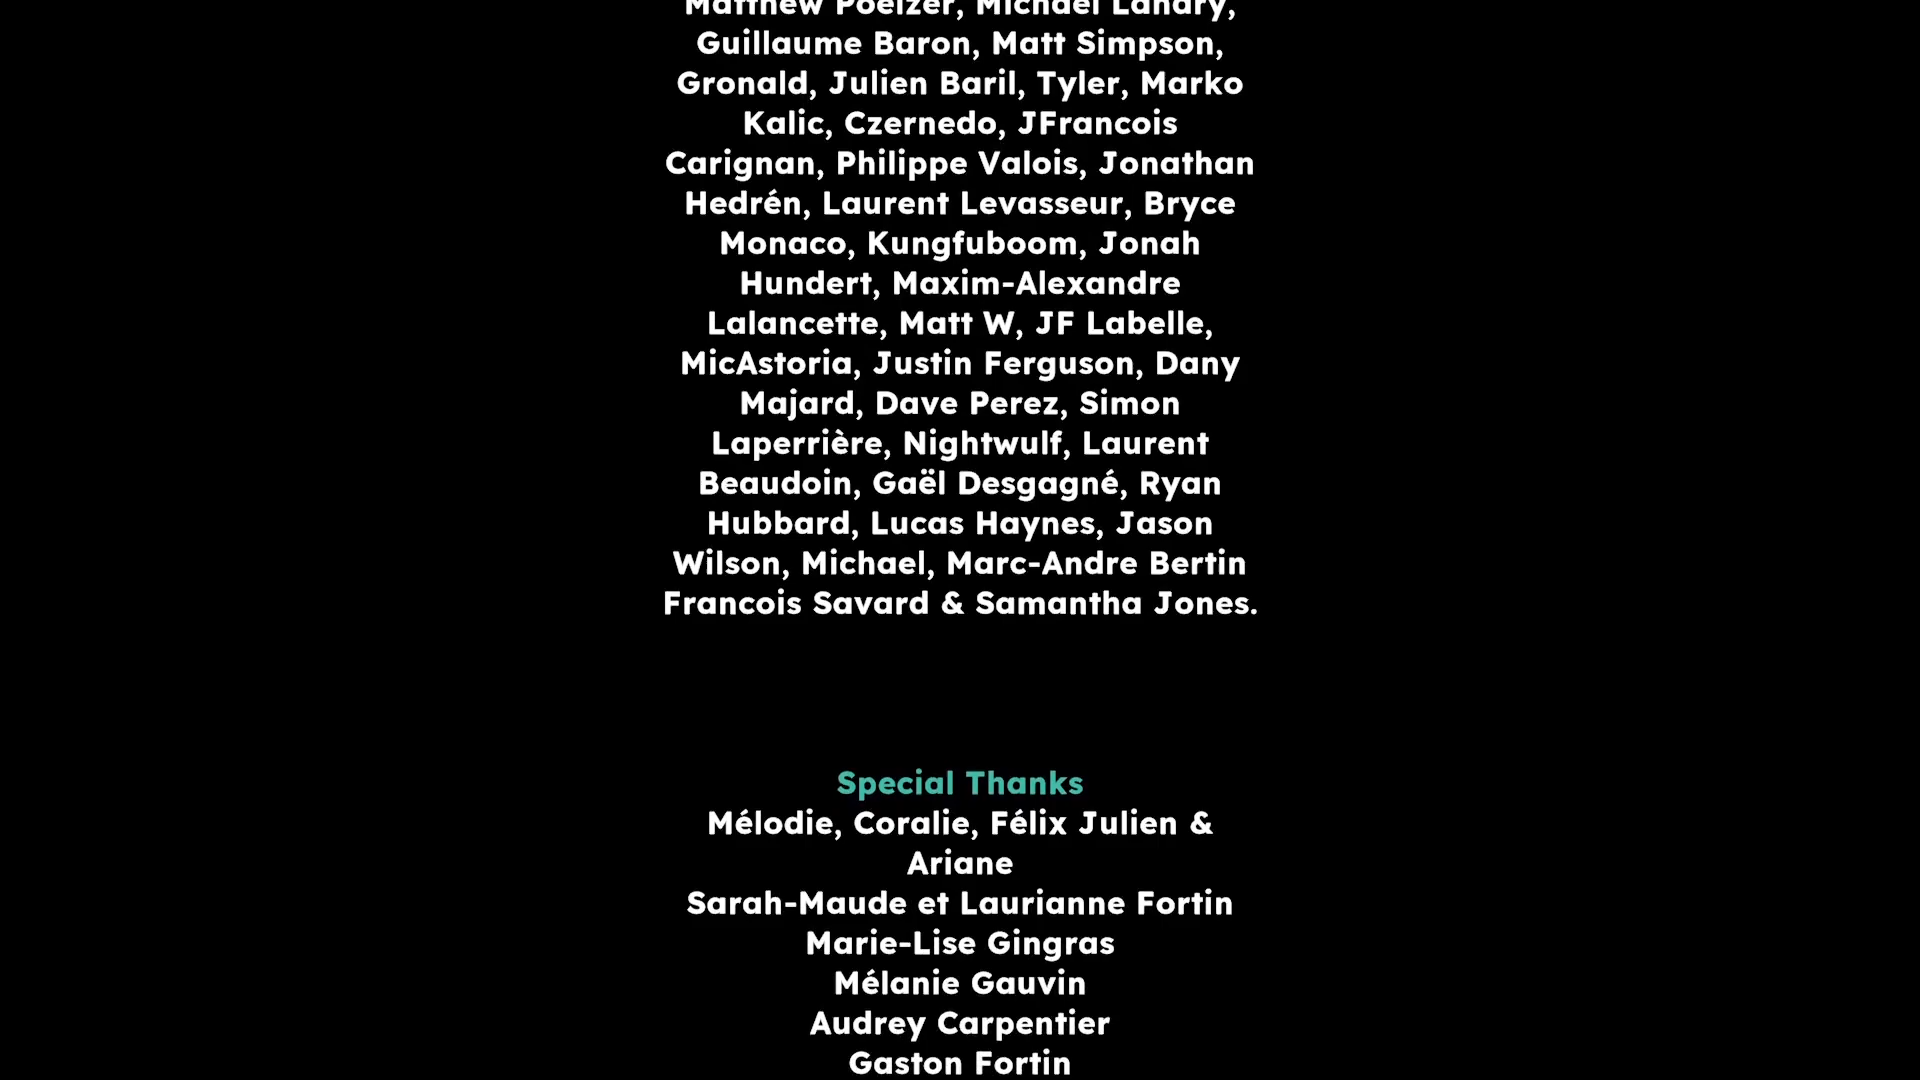 Matthew Poelzer, Michael Landry,
Guillaume Baron, Matt Simpson,
Gronald, Julien Baril, Tyler, Marko
Kalic, Czernedo, JFrancois
Carignan, Philippe Valois, Jonathan
Hedrén, Laurent Levasseur, Bryce
Monaco, Kungfuboom, Jonah
Hundert, Maxim-Alexandre
Lalancette, Matt W, JF Labelle,
MicAstoria, Justin Ferguson, Dany
Majard, Dave Perez, Simon
Laperrière, Nightwulf, Laurent
Beaudoin, Gaël Desgagné, Ryan
Hubbard, Lucas Haynes, Jason
Wilson, Michael, Marc-Andre Bertin
Francois Savard & Samantha Jones.
Special Thanks
Mélodie, Coralie, Félix Julien &
Ariane
Sarah-Maude et Laurianne Fortin
Marie-Lise Gingras
Mélanie Gauvin
Audrey Carpentier
Gaston Fortin